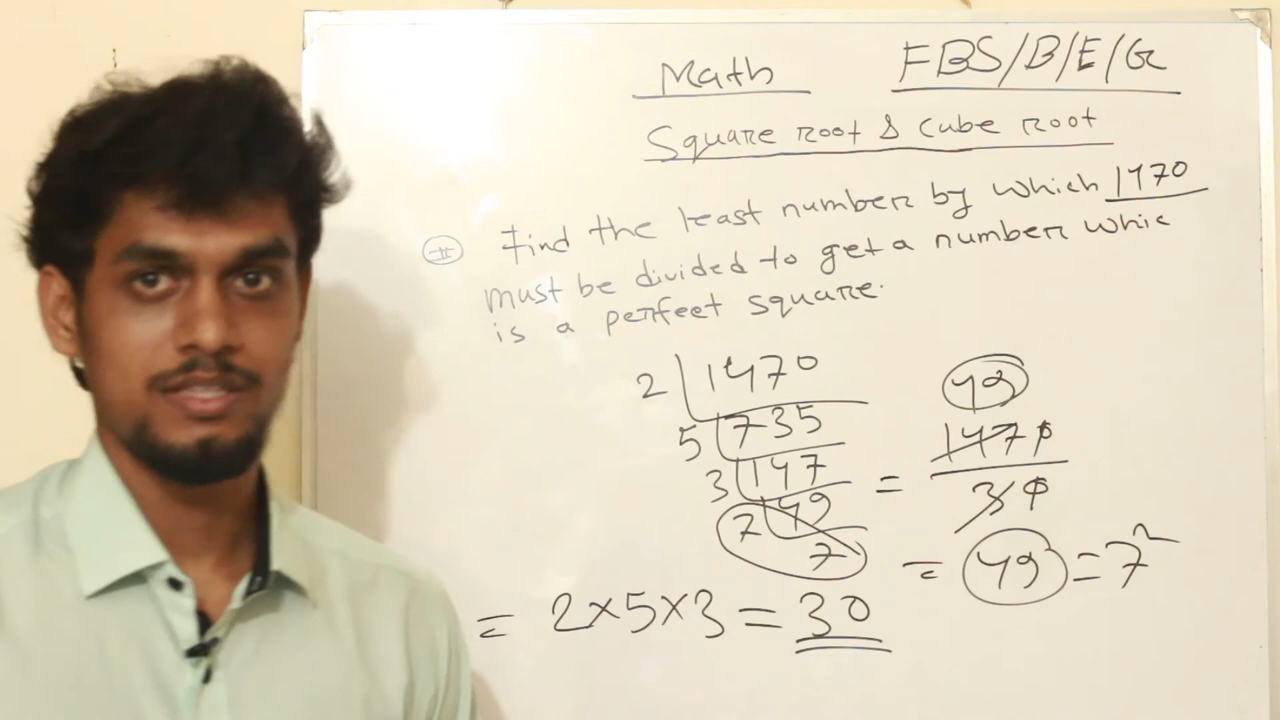 Math FBS/B/E/G
Square root & Cube root
# Find the least number by which 1470
must be divided to get a number whic
is a perfect square.
2 1470
5 735
3 147
7 49
7
49
= 1470 / 30
= 49 = 7²
= 2×5×3 = 30